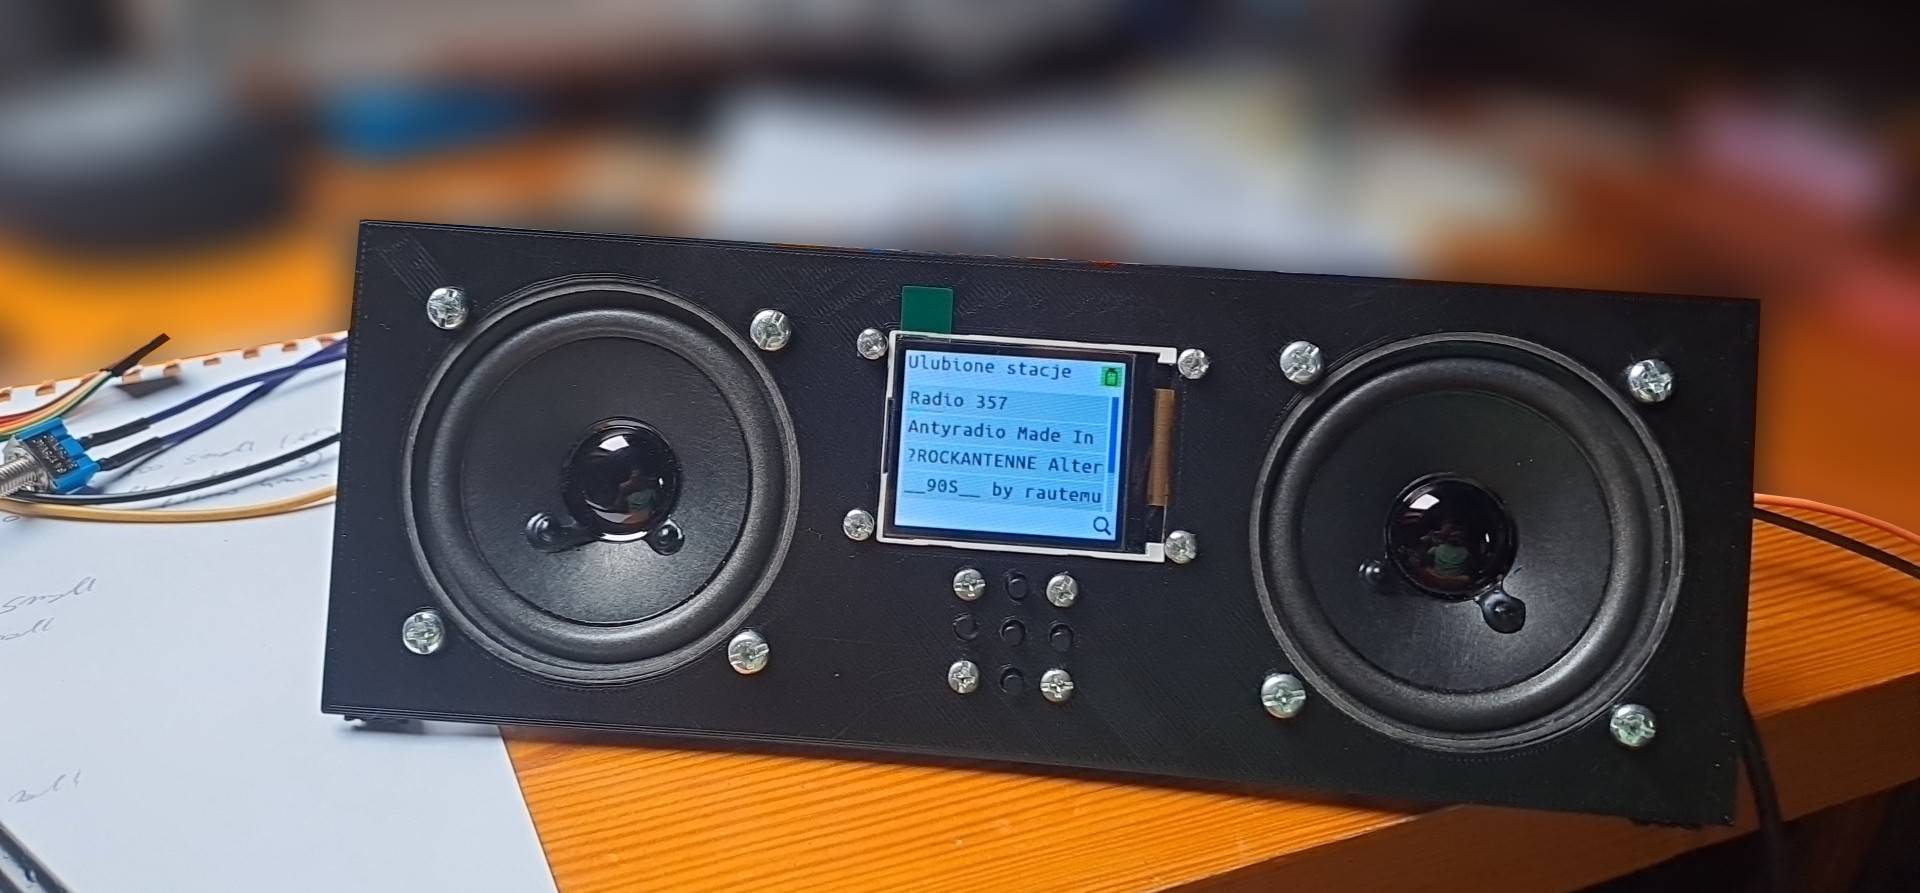 Ulubione stacje
Radio 357
Antyradio Made In
?ROCKANTENNE Alter
__90S__ by rautemu